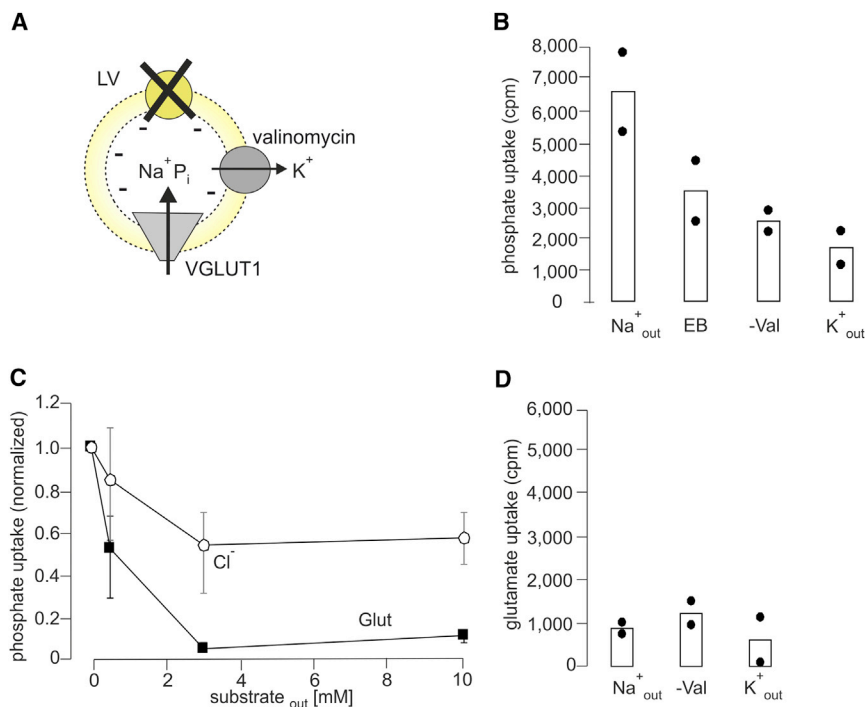 A
LV
valinomycin
Na⁺Pᵢ
K⁺
VGLUT1
B
phosphate uptake (cpm)
8,000
7,000
6,000
5,000
4,000
3,000
2,000
1,000
0
Na⁺out EB -Val K⁺out
C
phosphate uptake (normalized)
1.2
1.0
0.8
0.6
0.4
0.2
0
Cl⁻
Glut
0 2 4 6 8 10
substrate out [mM]
D
glutamate uptake (cpm)
6,000
5,000
4,000
3,000
2,000
1,000
0
Na⁺out -Val K⁺out